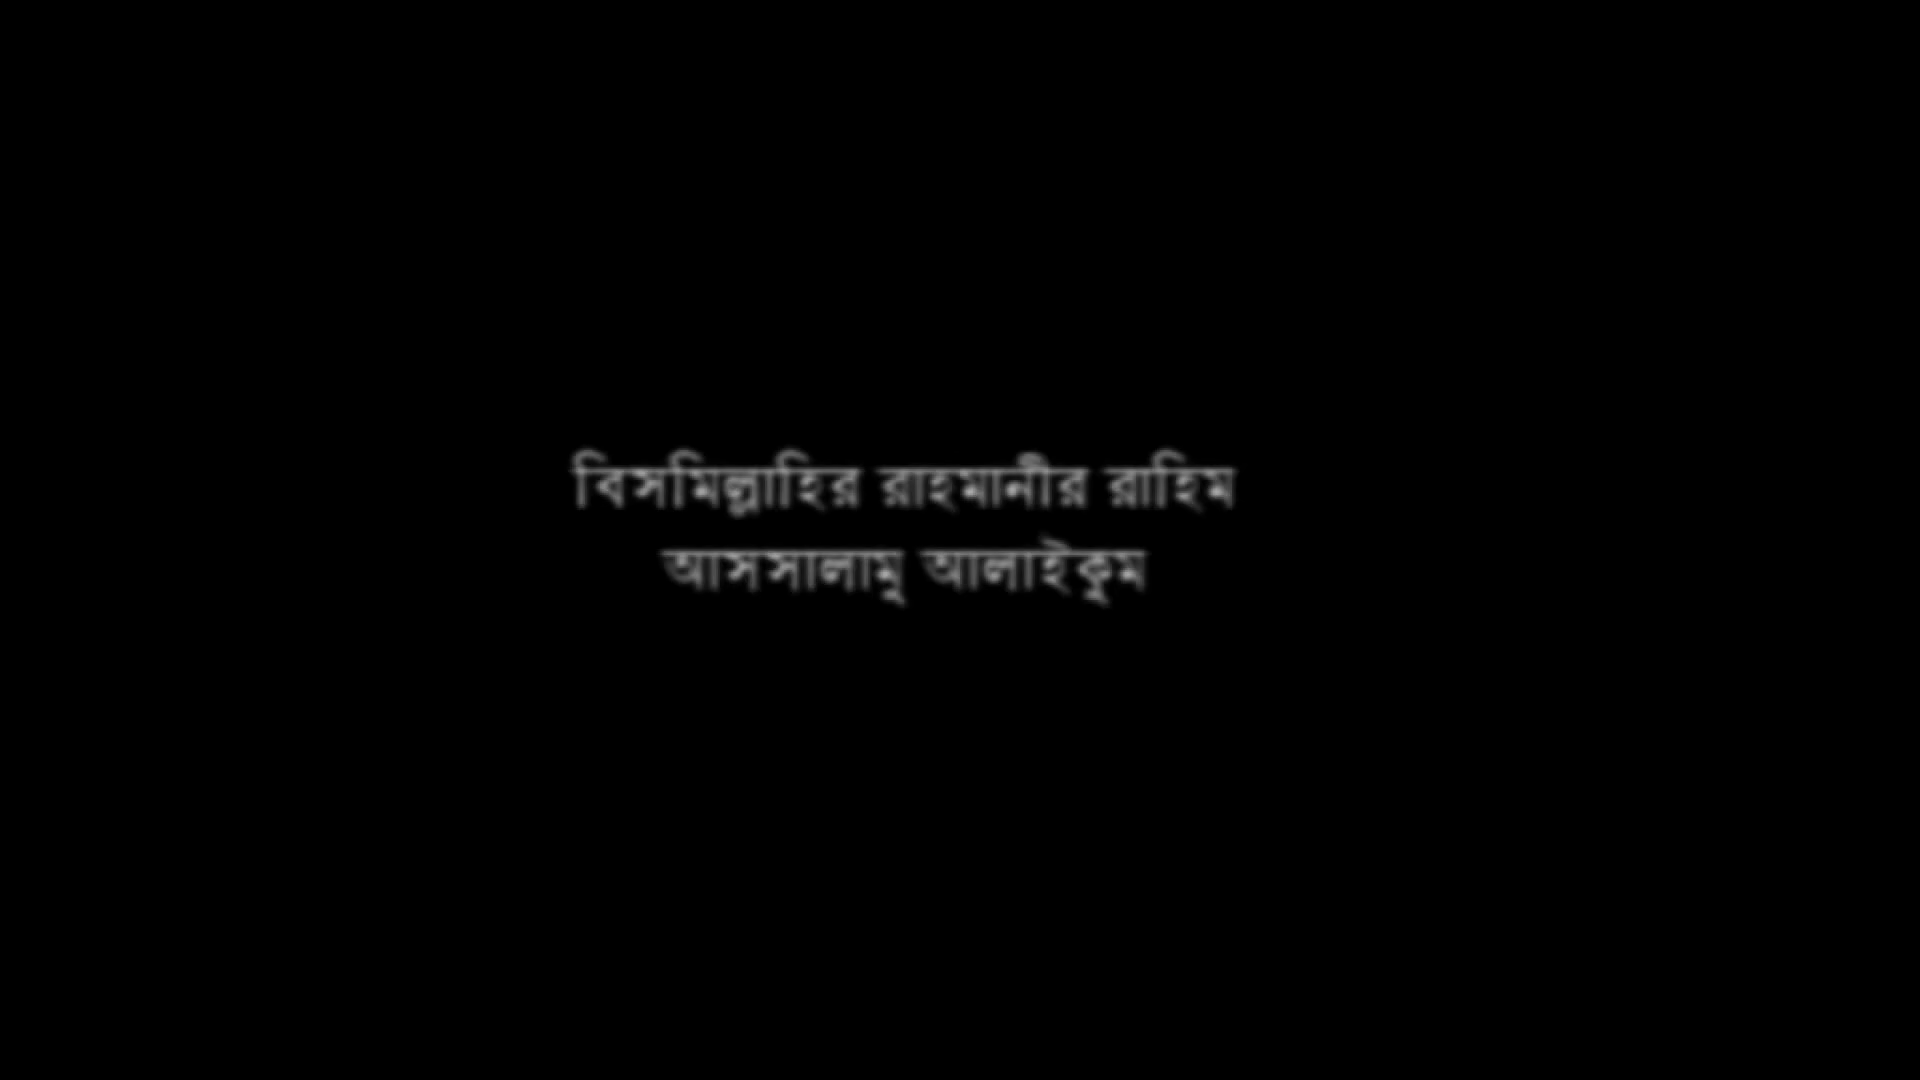 বিসমিল্লাহির রাহমানীর রাহিম
আসসালামু আলাইকুম